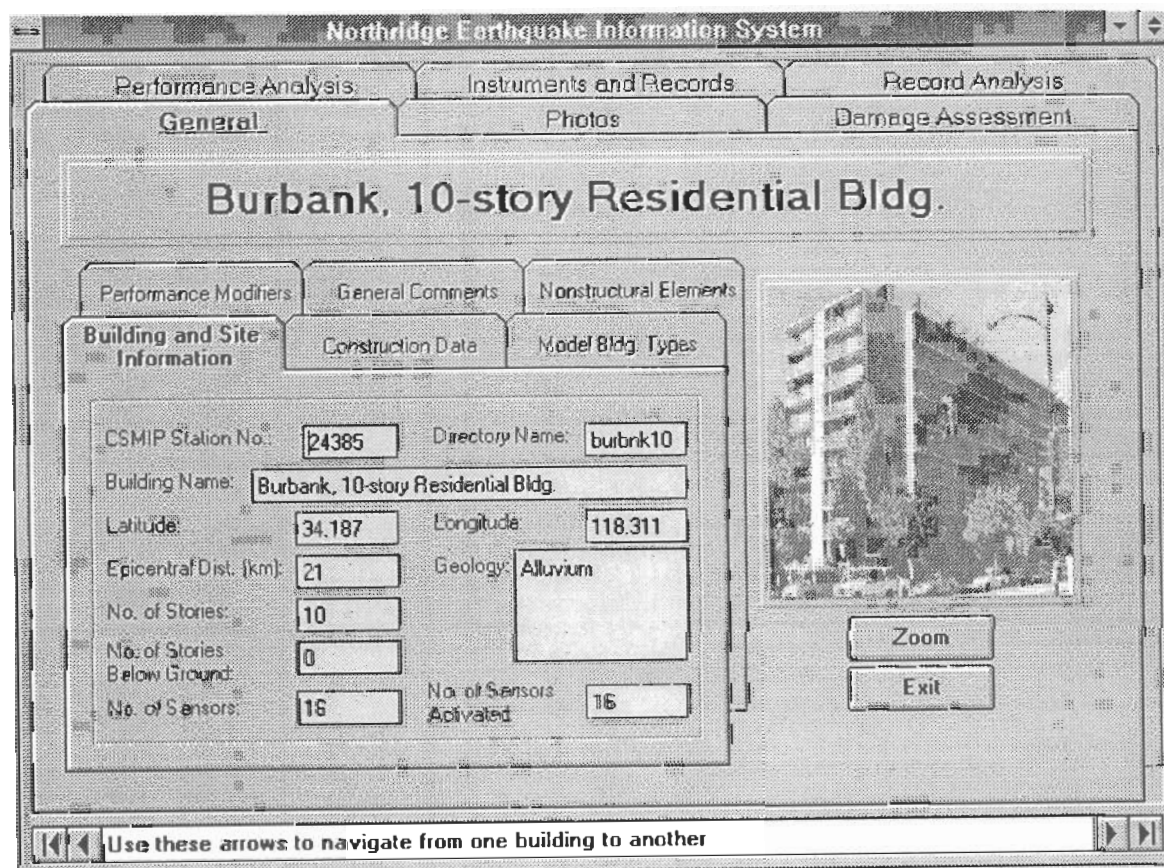 Northridge Earthquake Information System
Performance Analysis Instruments and Records Record Analysis
General Photos Damage Assessment
Burbank, 10-story Residential Bldg.
Performance Modifiers General Comments Nonstructural Elements
Building and Site Information Construction Data Model Bldg. Types
CSMIP Station No.: 24385 Directory Name: burbnk10
Building Name: Burbank, 10-story Residential Bldg.
Latitude: 34.187 Longitude: 118.311
Epicentral Dist. (km): 21 Geology: Alluvium
No. of Stories: 10
No. of Stories Below Ground: 0
No. of Sensors: 16 No. of Sensors Activated 16
Zoom
Exit
Use these arrows to navigate from one building to another